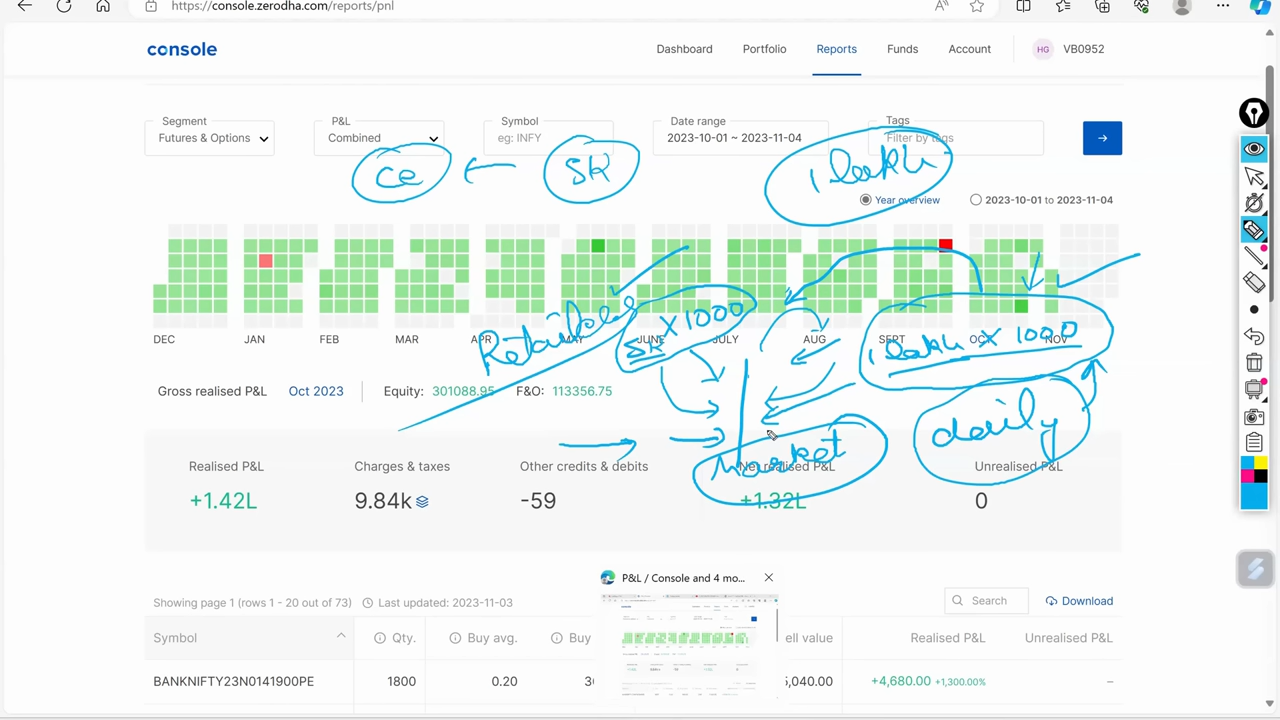 https://console.zerodha.com/reports/pnl
console
Dashboard Portfolio Reports Funds Account HG VB0952
Segment P&L Symbol Date range Tags
Futures & Options Combined eg: INFY 2023-10-01 ~ 2023-11-04 Filter by tags
ce 5K 1 lakh
Year overview 2023-10-01 to 2023-11-04
Retail 5K X 1000 1 lakh X 1000
DEC JAN FEB MAR APR MAY JUNE JULY AUG SEPT OCT NOV
Gross realised P&L Oct 2023 Equity: 301088.95 F&O: 113356.75
daily
Market
Realised P&L Charges & taxes Other credits & debits Net realised P&L Unrealised P&L
+1.42L 9.84k -59 +1.32L 0
P&L / Console and 4 mo...
Showing page 1 (rows 1 - 20 out of 73) Last updated: 2023-11-03 Search Download
Symbol Qty. Buy avg. Buy ell value Realised P&L Unrealised P&L
BANKNIFTY23N0141900PE 1800 0.20 5,040.00 +4,680.00 +1,300.00% –